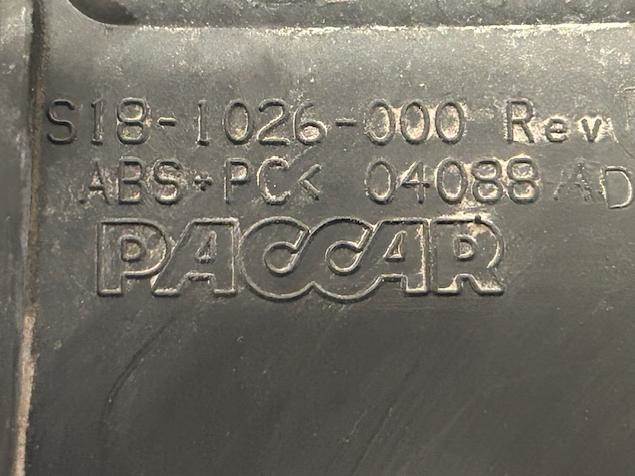 S18-1026-000 Rev
ABS+PC< 04088 AD
PACCAR